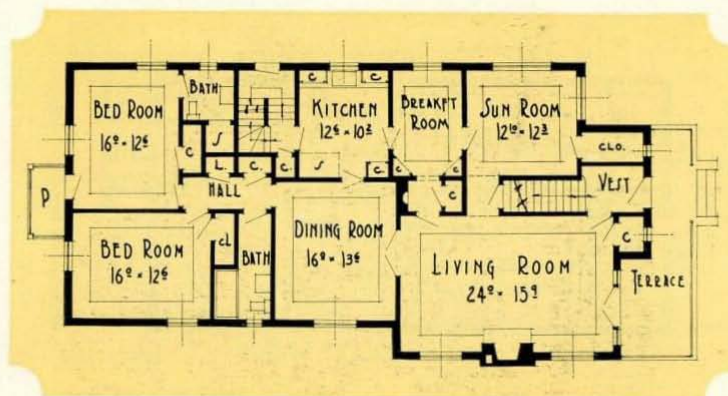 BATH
C
C
BED ROOM
16⁰ = 12⁶
KITCHEN
12⁶ = 10²
BREAKF'T
ROOM
SUN ROOM
12¹⁰ = 12³
S
C
CLO.
L.
C.
C.
S
C
C
C
P
HALL
C
VEST
BED ROOM
16⁰ = 12⁶
CL
BATH
DINING ROOM
16⁰ = 13⁶
C
LIVING ROOM
24⁰ = 15⁹
TERRACE